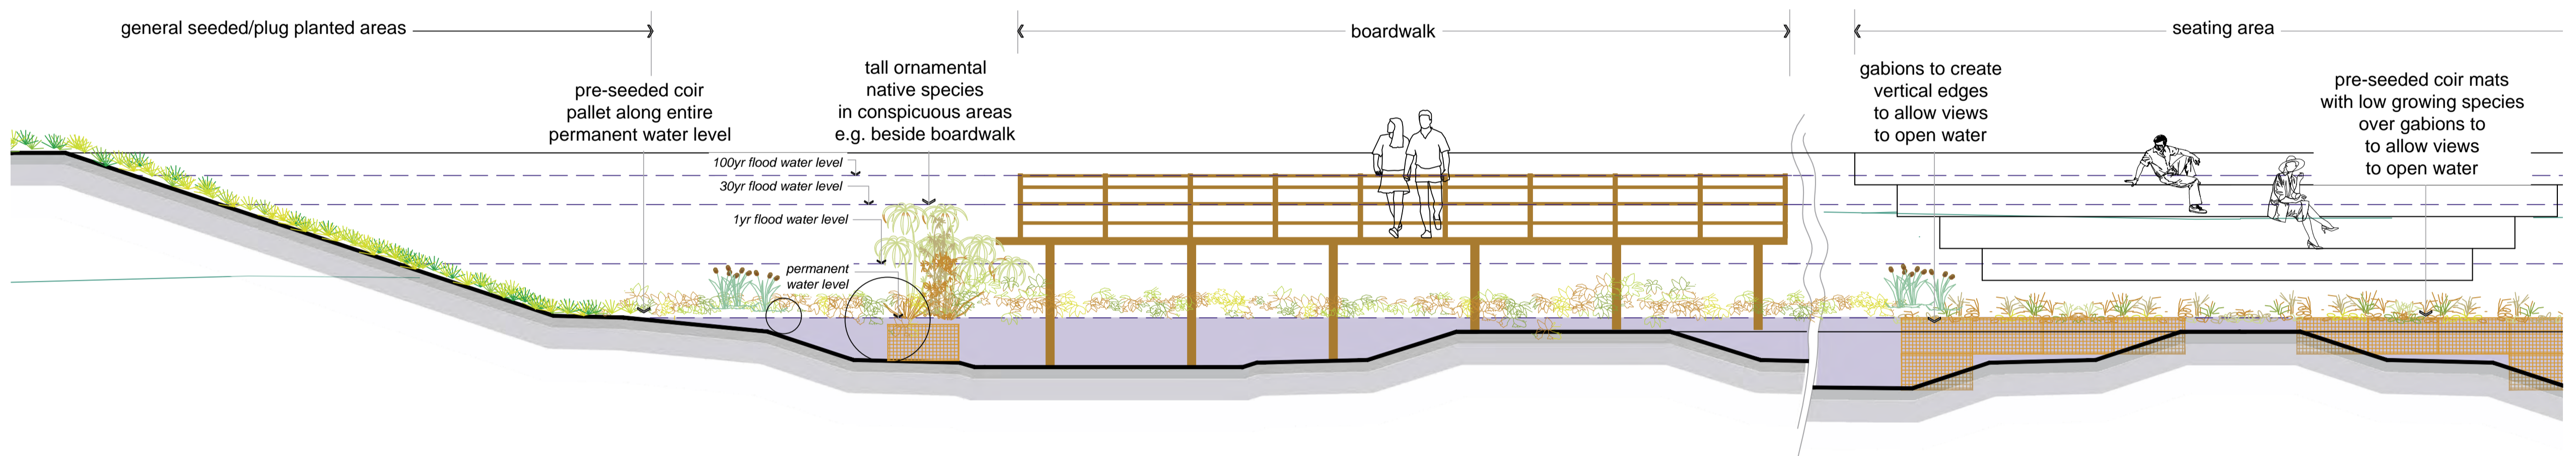 general seeded/plug planted areas
boardwalk
seating area
pre-seeded coir
pallet along entire
permanent water level
tall ornamental
native species
in conspicuous areas
e.g. beside boardwalk
gabions to create
vertical edges
to allow views
to open water
pre-seeded coir mats
with low growing species
over gabions to
to allow views
to open water
100yr flood water level
30yr flood water level
1yr flood water level
permanent
water level